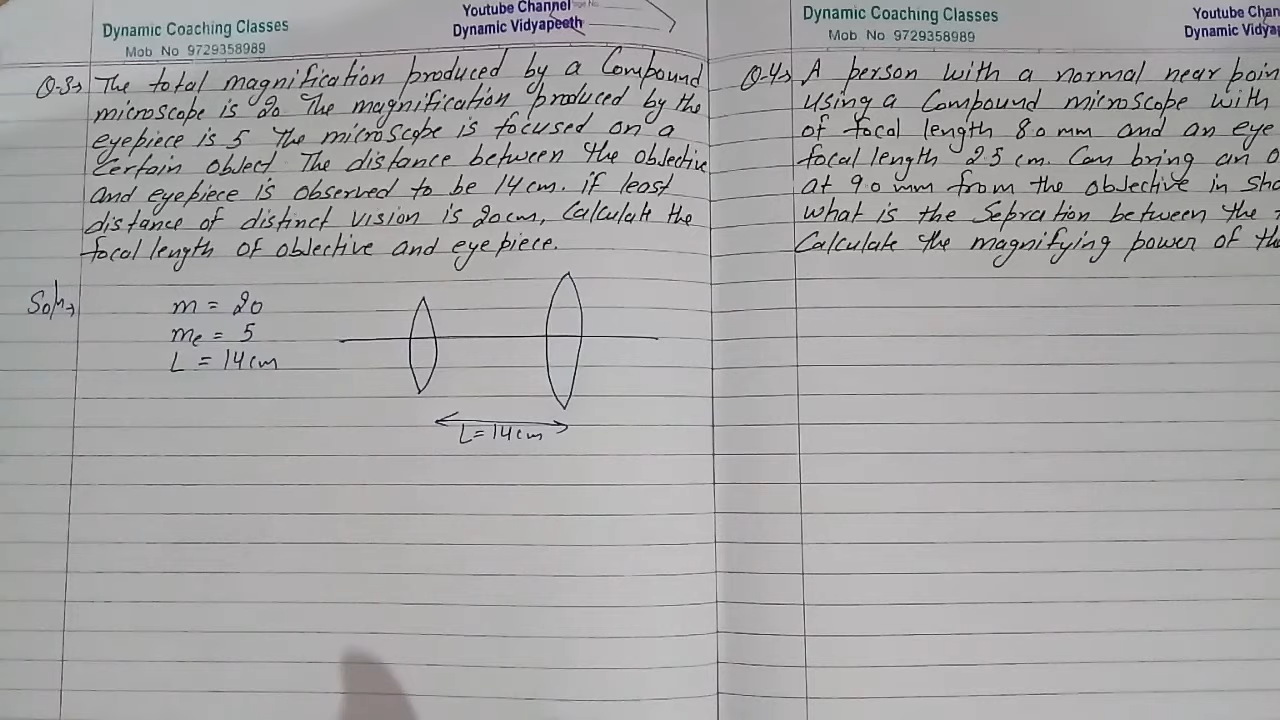 Dynamic Coaching Classes
Mob. No 9729358989
Youtube Channel
Dynamic Vidyapeeth
Q.3→ The total magnification produced by a Compound
microscope is 20 The magnification produced by the
eyepiece is 5 The microscope is focused on a
Certain object. The distance between the objective
and eyepiece is observed to be 14cm. if least
distance of distinct vision is 20cm, Calculate the
focal length of objective and eyepiece.
Soln→
m = 20
me = 5
L = 14cm
L=14cm
Dynamic Coaching Classes
Mob. No 9729358989
Youtube Chan
Dynamic Vidya
Q.4→ A person with a normal near poin
using a Compound microscope with
of focal length 8.0 mm and an eye
focal length 2.5 cm. Can bring an o
at 9.0 mm from the objective in sha
what is the Sepration between the
Calculate the magnifying power of the